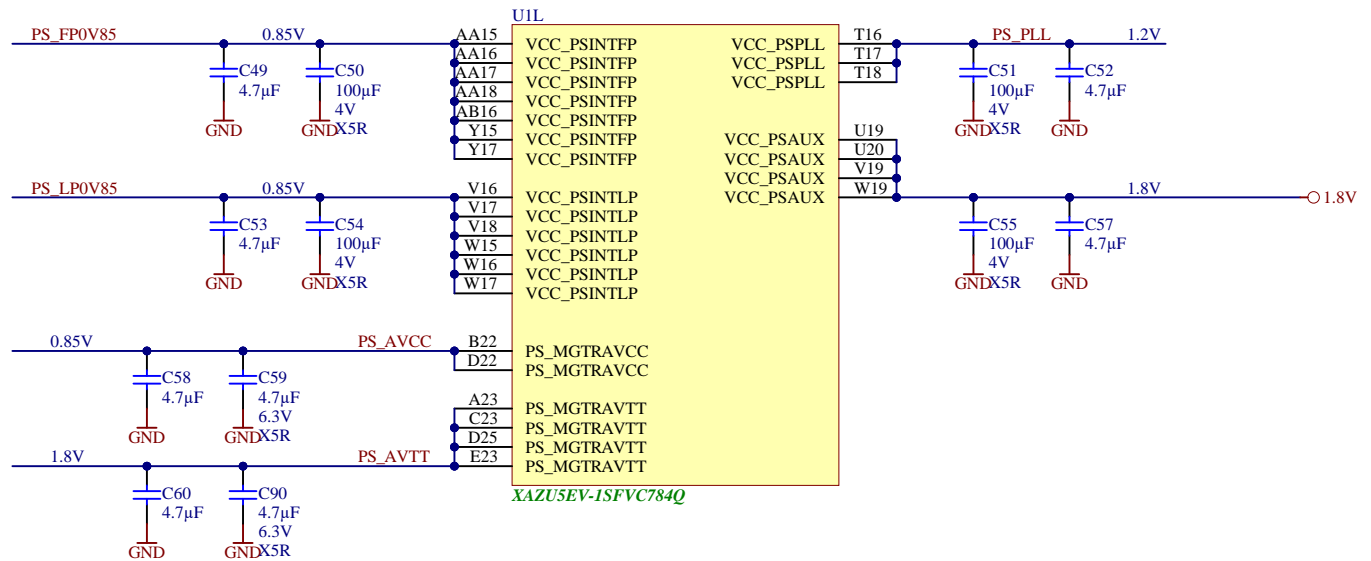 U1L
PS_FP0V85 0.85V AA15 VCC_PSINTFP VCC_PSPLL T16 PS_PLL 1.2V
AA16 VCC_PSINTFP VCC_PSPLL T17
AA17 VCC_PSINTFP VCC_PSPLL T18
AA18 VCC_PSINTFP
AB16 VCC_PSINTFP
Y15 VCC_PSINTFP VCC_PSAUX U19
Y17 VCC_PSINTFP VCC_PSAUX U20
VCC_PSAUX V19
C49
4.7µF
GND
C50
100µF
4V
X5R
GND
C51
100µF
4V
X5R
GND
C52
4.7µF
GND
PS_LP0V85 0.85V V16 VCC_PSINTLP VCC_PSAUX W19 1.8V 1.8V
V17 VCC_PSINTLP
V18 VCC_PSINTLP
W15 VCC_PSINTLP
W16 VCC_PSINTLP
W17 VCC_PSINTLP
C53
4.7µF
GND
C54
100µF
4V
X5R
GND
C55
100µF
4V
X5R
GND
C57
4.7µF
GND
0.85V PS_AVCC B22 PS_MGTRAVCC
D22 PS_MGTRAVCC
C58
4.7µF
GND
C59
4.7µF
6.3V
X5R
GND
A23 PS_MGTRAVTT
C23 PS_MGTRAVTT
D25 PS_MGTRAVTT
1.8V PS_AVTT E23 PS_MGTRAVTT
C60
4.7µF
GND
C90
4.7µF
6.3V
X5R
GND
XAZU5EV-1SFVC784Q